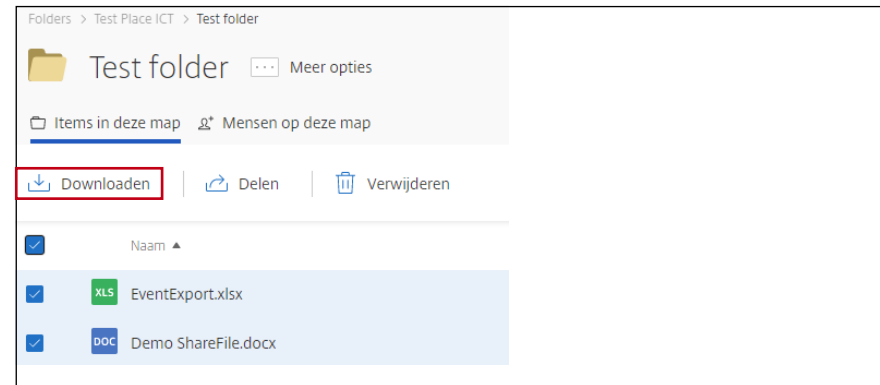 Folders > Test Place ICT > Test folder
Test folder ··· Meer opties
Items in deze map Mensen op deze map
Downloaden Delen Verwijderen
Naam ▲
XLS EventExport.xlsx
DOC Demo ShareFile.docx